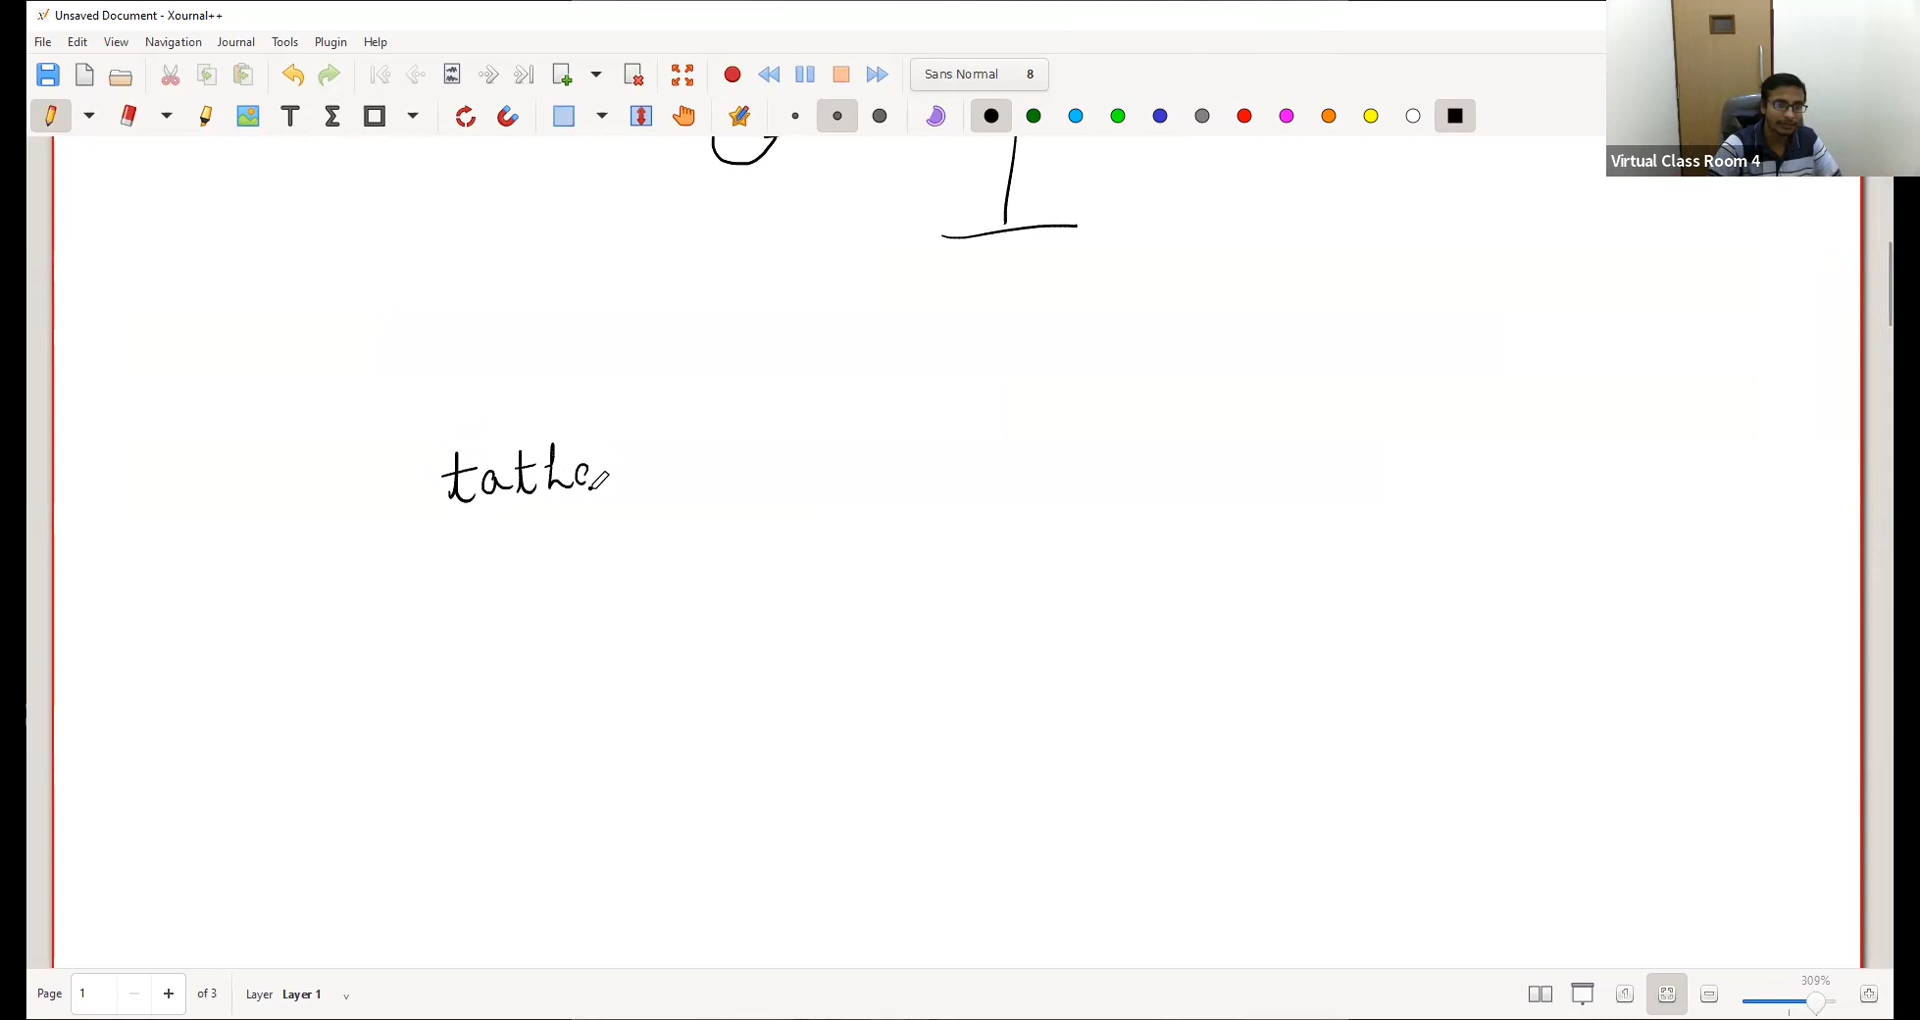 Unsaved Document - Xournal++
File Edit View Navigation Journal Tools Plugin Help
Sans Normal 8
Virtual Class Room 4
tatha
Page 1 of 3 Layer Layer 1 309%